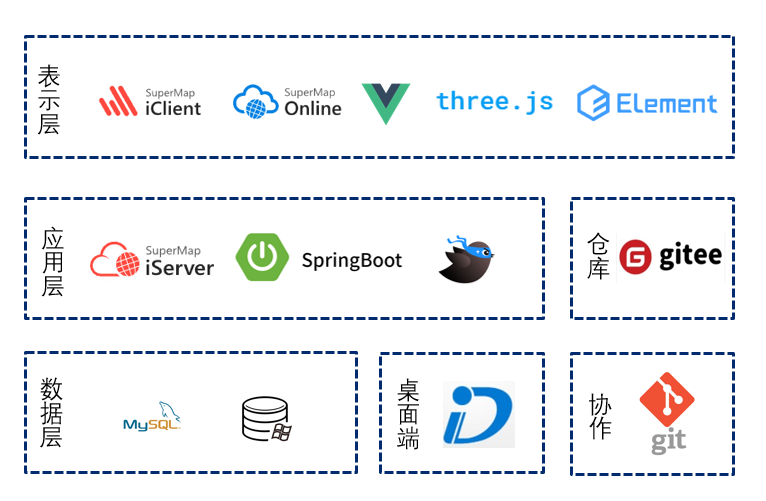 表示层
SuperMap
iClient
SuperMap
Online
three.js
Element
应用层
SuperMap
iServer
SpringBoot
仓库
G gitee
数据层
MySQL
桌面端
iD
协作
git